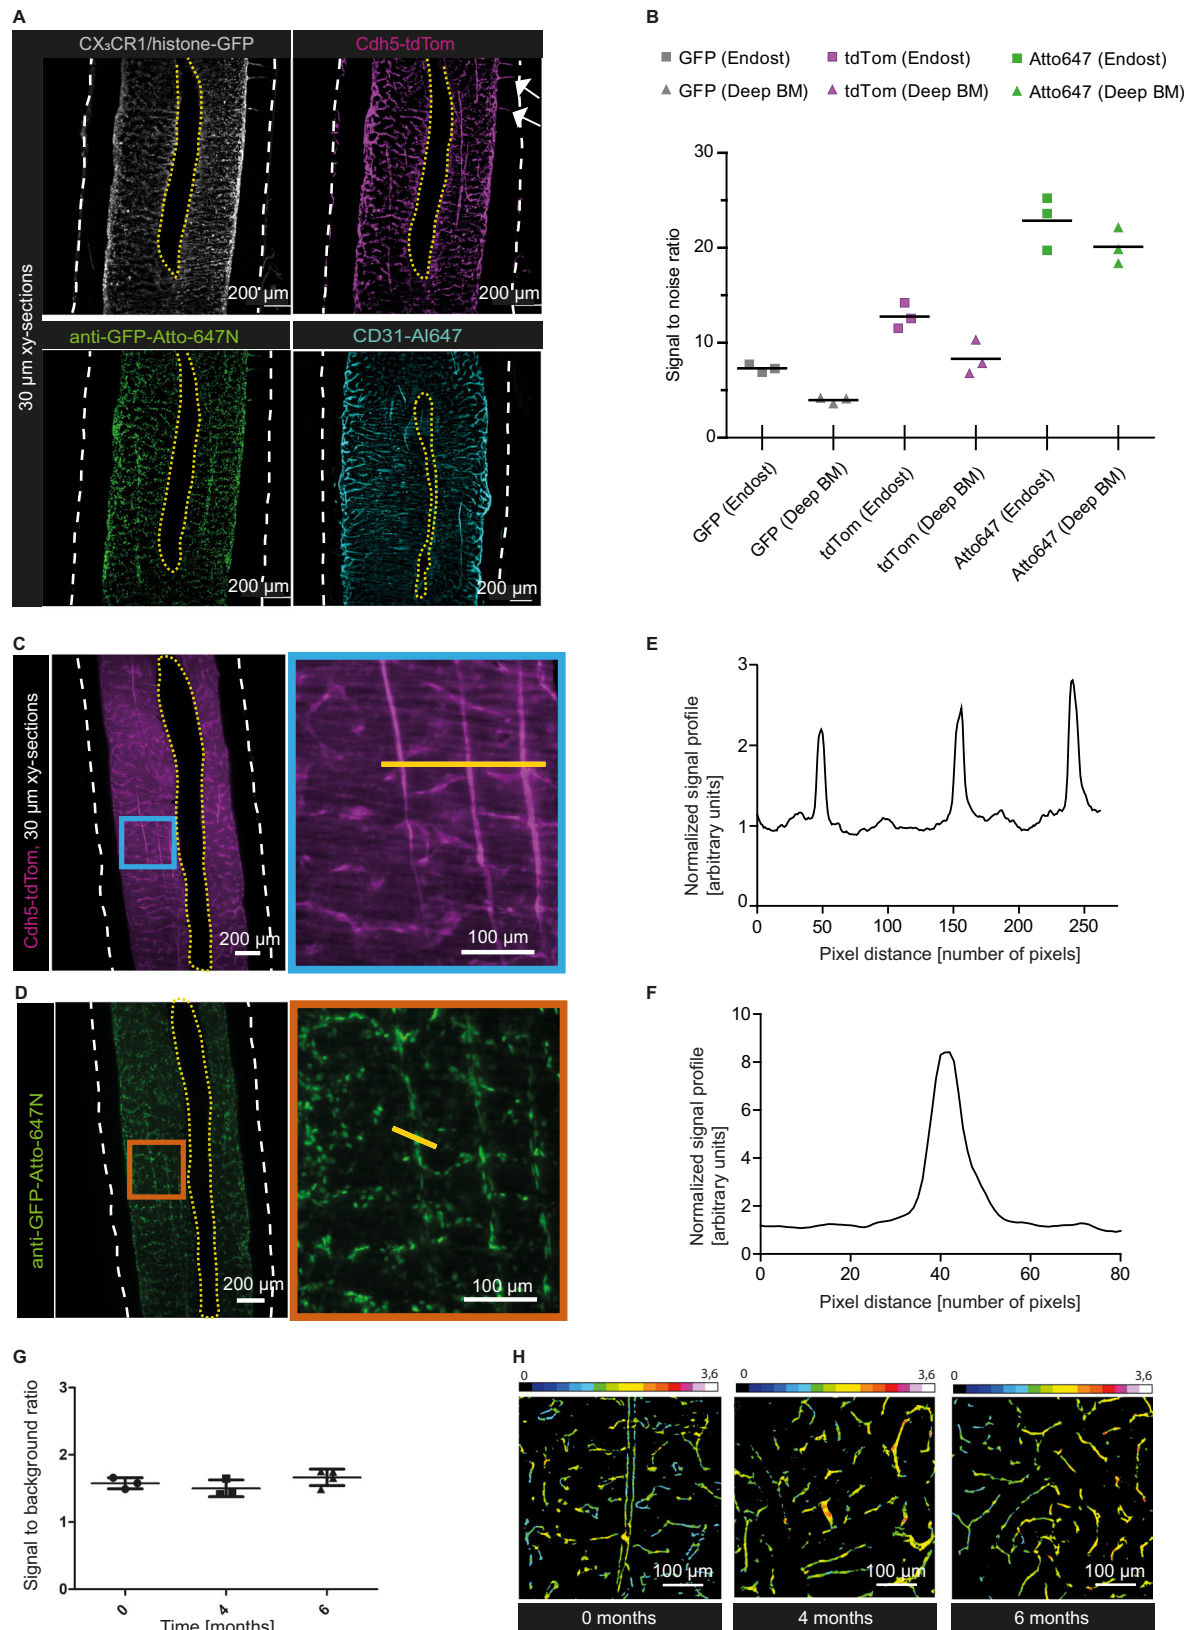 A
CX₃CR1/histone-GFP
Cdh5-tdTom
30 µm xy-sections
200 µm
200 µm
anti-GFP-Atto-647N
CD31-Al647
200 µm
200 µm
B
GFP (Endost)
tdTom (Endost)
Atto647 (Endost)
GFP (Deep BM)
tdTom (Deep BM)
Atto647 (Deep BM)
Signal to noise ratio
30
20
10
0
GFP (Endost)
GFP (Deep BM)
tdTom (Endost)
tdTom (Deep BM)
Atto647 (Endost)
Atto647 (Deep BM)
C
Cdh5-tdTom, 30 µm xy-sections
200 µm
100 µm
D
anti-GFP-Atto-647N
200 µm
100 µm
E
Normalized signal profile
[arbitrary units]
3
2
1
0
0 50 100 150 200 250
Pixel distance [number of pixels]
F
Normalized signal profile
[arbitrary units]
10
8
6
4
2
0
0 20 40 60 80
Pixel distance [number of pixels]
G
Signal to background ratio
3
2
1
0
0 4 6
Time [months]
H
0 3,6
0 3,6
0 3,6
100 µm
100 µm
100 µm
0 months
4 months
6 months